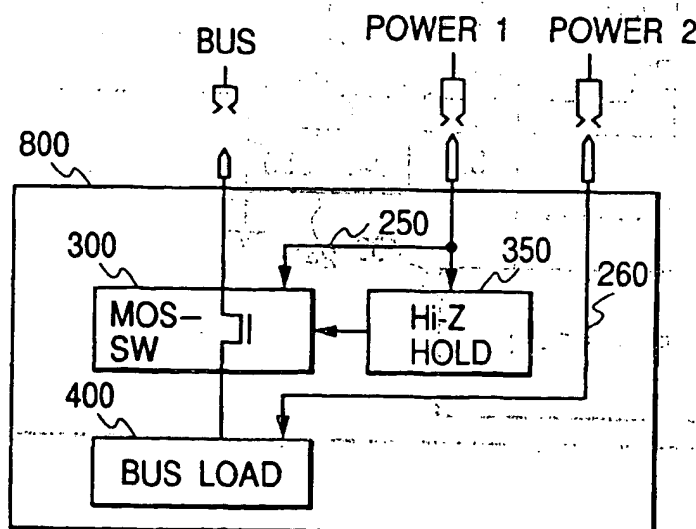 BUS
POWER 1
POWER 2
800
250
300
350
260
MOS-
SW
Hi-Z
HOLD
400
BUS LOAD